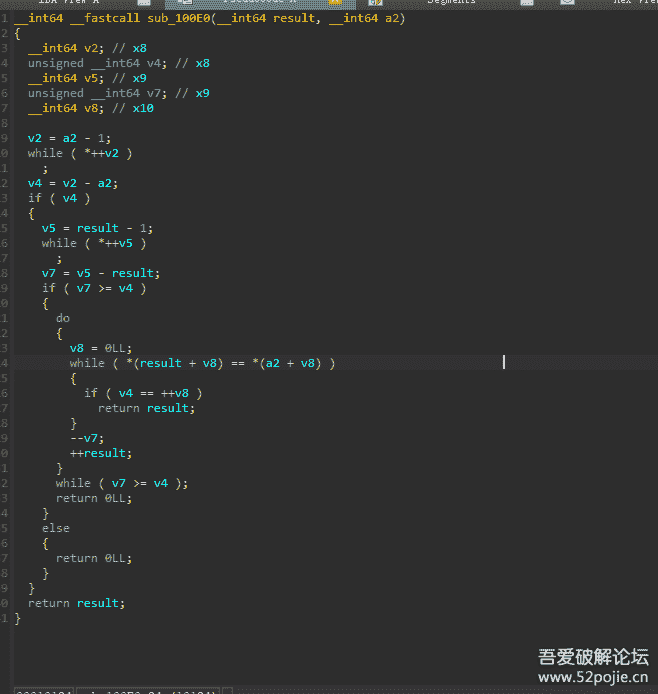 __int64 __fastcall sub_100E0(__int64 result, __int64 a2)
{
  __int64 v2; // x8
  unsigned __int64 v4; // x8
  __int64 v5; // x9
  unsigned __int64 v7; // x9
  __int64 v8; // x10
  v2 = a2 - 1;
  while ( *++v2 )
    ;
  v4 = v2 - a2;
  if ( v4 )
  {
    v5 = result - 1;
    while ( *++v5 )
      ;
    v7 = v5 - result;
    if ( v7 >= v4 )
    {
      do
      {
        v8 = 0LL;
        while ( *(result + v8) == *(a2 + v8) )
        {
          if ( v4 == ++v8 )
            return result;
        }
        --v7;
        ++result;
      }
      while ( v7 >= v4 );
      return 0LL;
    }
    else
    {
      return 0LL;
    }
  }
  return result;
}
吾爱破解论坛
www.52pojie.cn